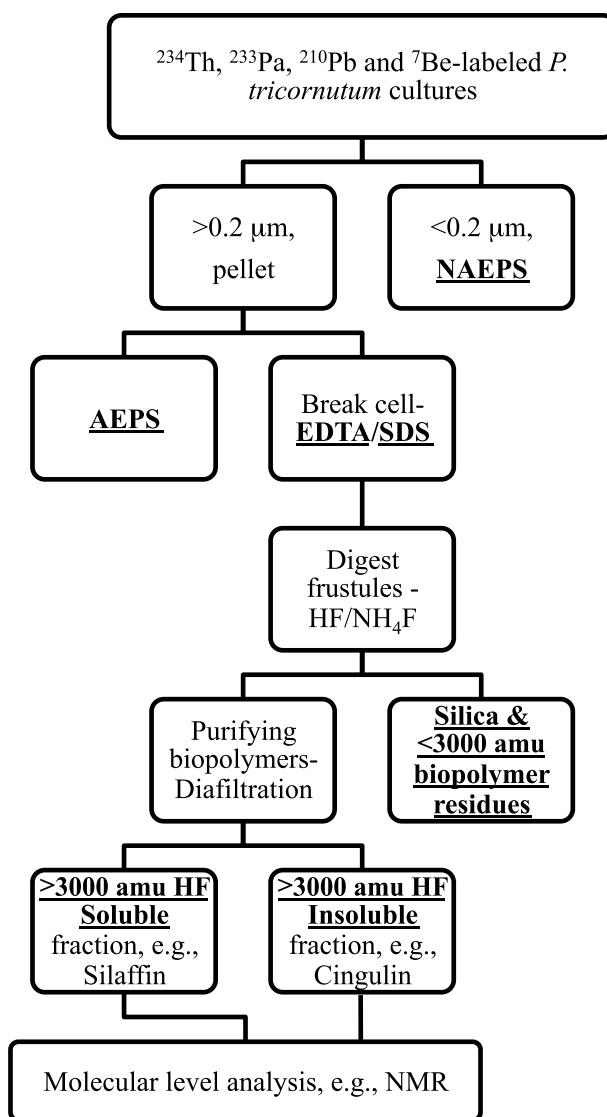 ²³⁴Th, ²³³Pa, ²¹⁰Pb and ⁷Be-labeled P.
tricornutum cultures
>0.2 μm,
pellet
<0.2 μm,
NAEPS
AEPS
Break cell-
EDTA/SDS
Digest
frustules -
HF/NH₄F
Purifying
biopolymers-
Diafiltration
Silica &
<3000 amu
biopolymer
residues
>3000 amu HF
Soluble
fraction, e.g.,
Silaffin
>3000 amu HF
Insoluble
fraction, e.g.,
Cingulin
Molecular level analysis, e.g., NMR